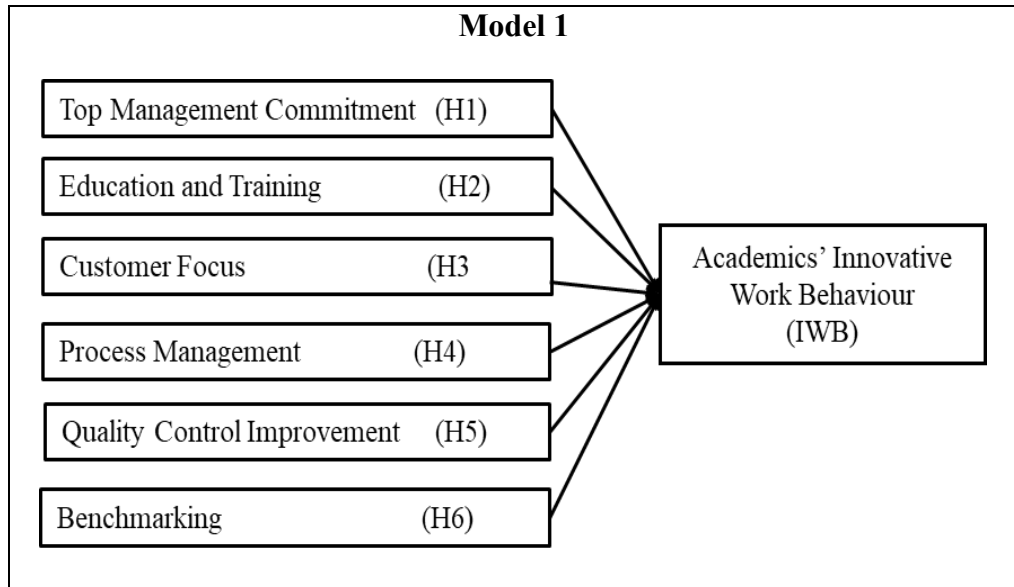 Model 1
Top Management Commitment (H1)
Education and Training (H2)
Customer Focus (H3
Process Management (H4)
Quality Control Improvement (H5)
Benchmarking (H6)
Academics’ Innovative
Work Behaviour
(IWB)